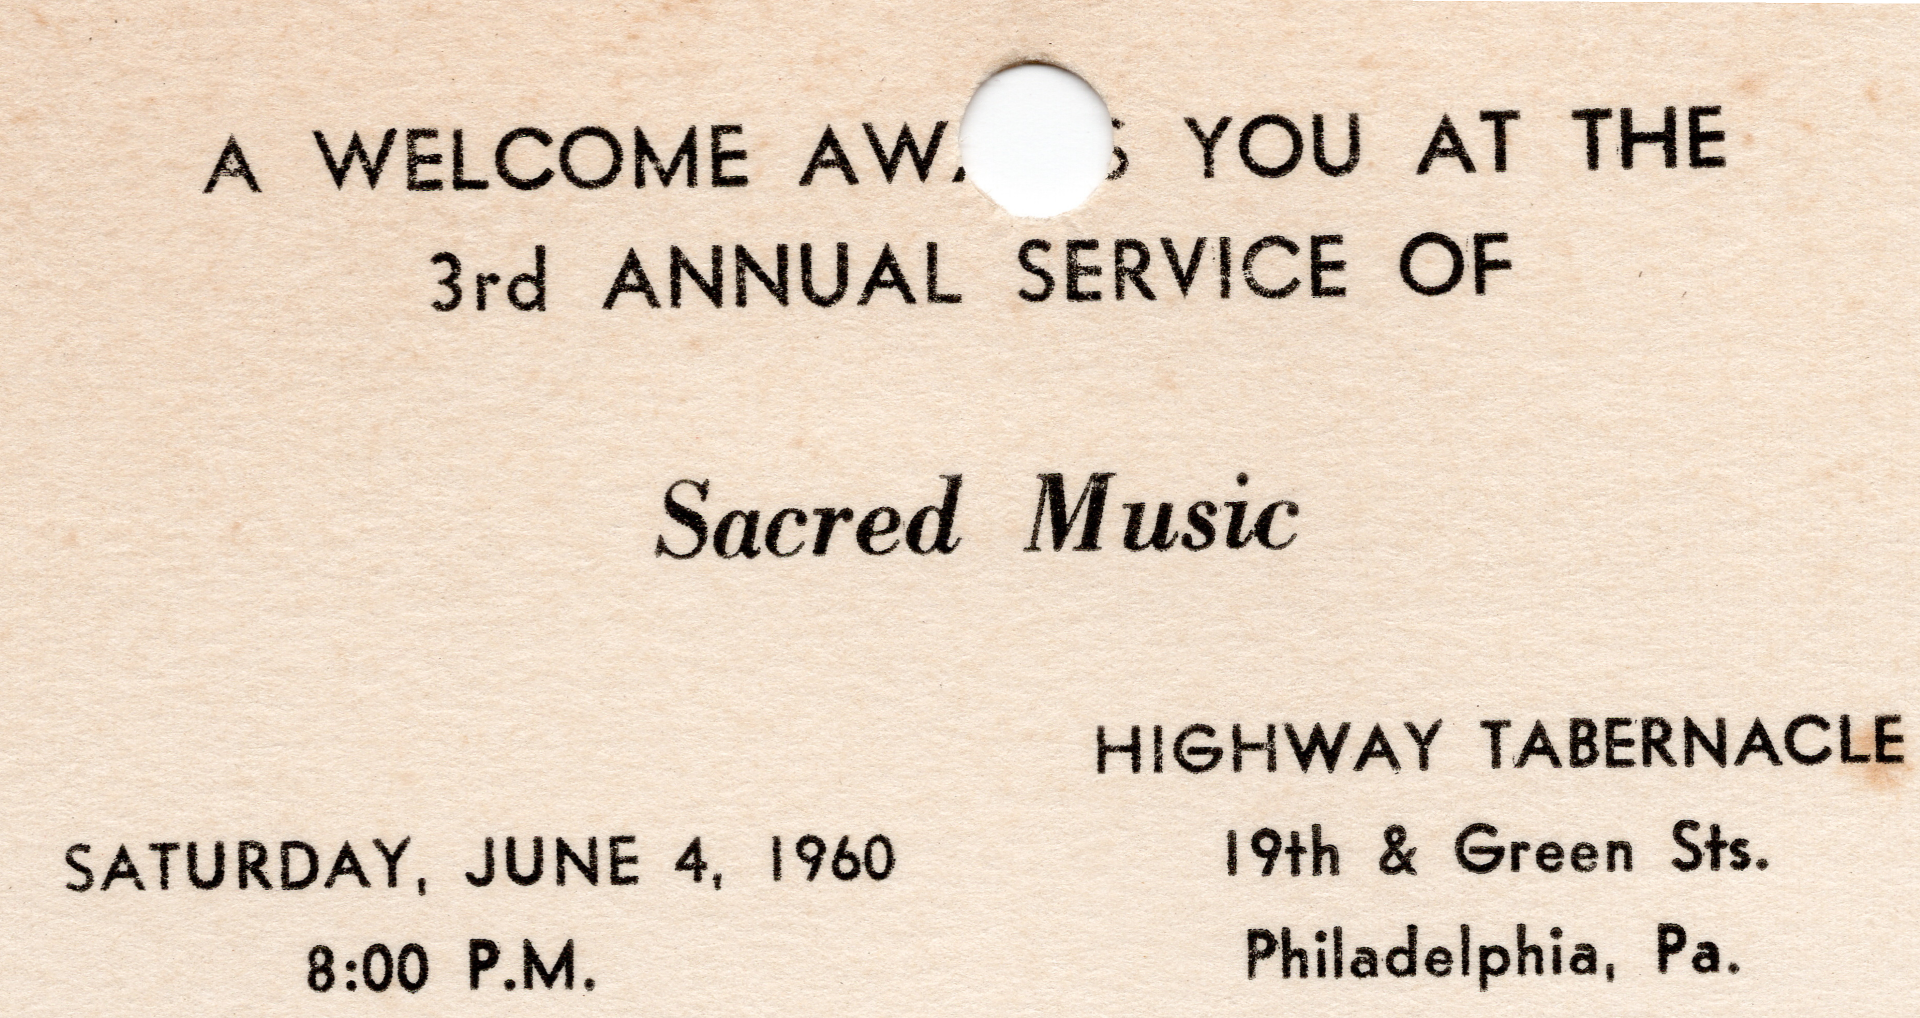 A WELCOME YOU AT THE
3rd ANNUAL SERVICE OF
Sacred Music
HIGHWAY TABERNACLE
SATURDAY, JUNE 4, 1960
19th & Green Sts.
8:00 P.M.
Philadelphia, Pa.